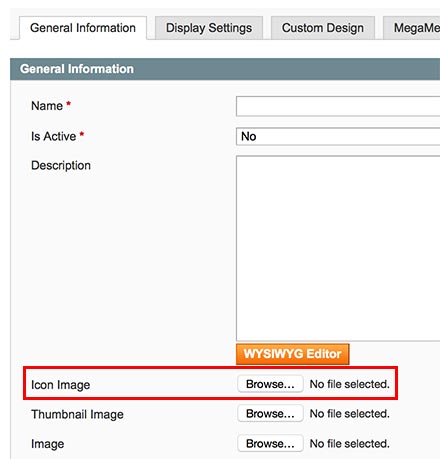 General Information Display Settings Custom Design MegaMe
General Information
Name *
Is Active * No
Description
WYSIWYG Editor
Icon Image Browse... No file selected.
Thumbnail Image Browse... No file selected.
Image Browse... No file selected.